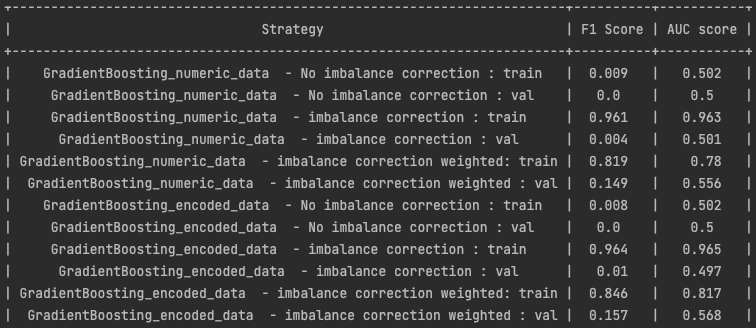 +----------------------------------------------------------------------+----------+-----------+
| Strategy | F1 Score | AUC score |
+----------------------------------------------------------------------+----------+-----------+
| GradientBoosting_numeric_data  - No imbalance correction : train | 0.009 | 0.502 |
| GradientBoosting_numeric_data  - No imbalance correction : val | 0.0 | 0.5 |
| GradientBoosting_numeric_data  - imbalance correction : train | 0.961 | 0.963 |
| GradientBoosting_numeric_data  - imbalance correction : val | 0.004 | 0.501 |
| GradientBoosting_numeric_data  - imbalance correction weighted: train | 0.819 | 0.78 |
| GradientBoosting_numeric_data  - imbalance correction weighted : val | 0.149 | 0.556 |
| GradientBoosting_encoded_data  - No imbalance correction : train | 0.008 | 0.502 |
| GradientBoosting_encoded_data  - No imbalance correction : val | 0.0 | 0.5 |
| GradientBoosting_encoded_data  - imbalance correction : train | 0.964 | 0.965 |
| GradientBoosting_encoded_data  - imbalance correction : val | 0.01 | 0.497 |
| GradientBoosting_encoded_data  - imbalance correction weighted: train | 0.846 | 0.817 |
| GradientBoosting_encoded_data  - imbalance correction weighted : val | 0.157 | 0.568 |